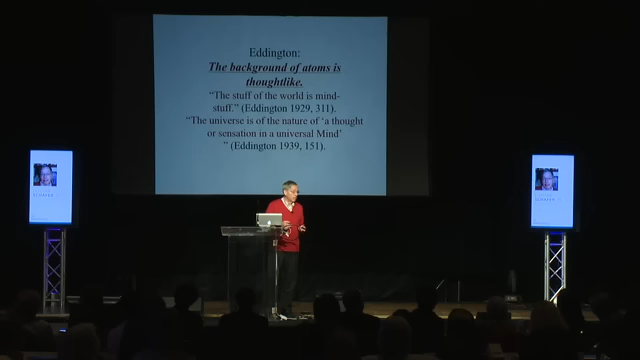 Eddington:
The background of atoms is
thoughtlike.
“The stuff of the world is mind-
stuff.” (Eddington 1929, 311).
“The universe is of the nature of ‘a thought
or sensation in a universal Mind’
” (Eddington 1939, 151).